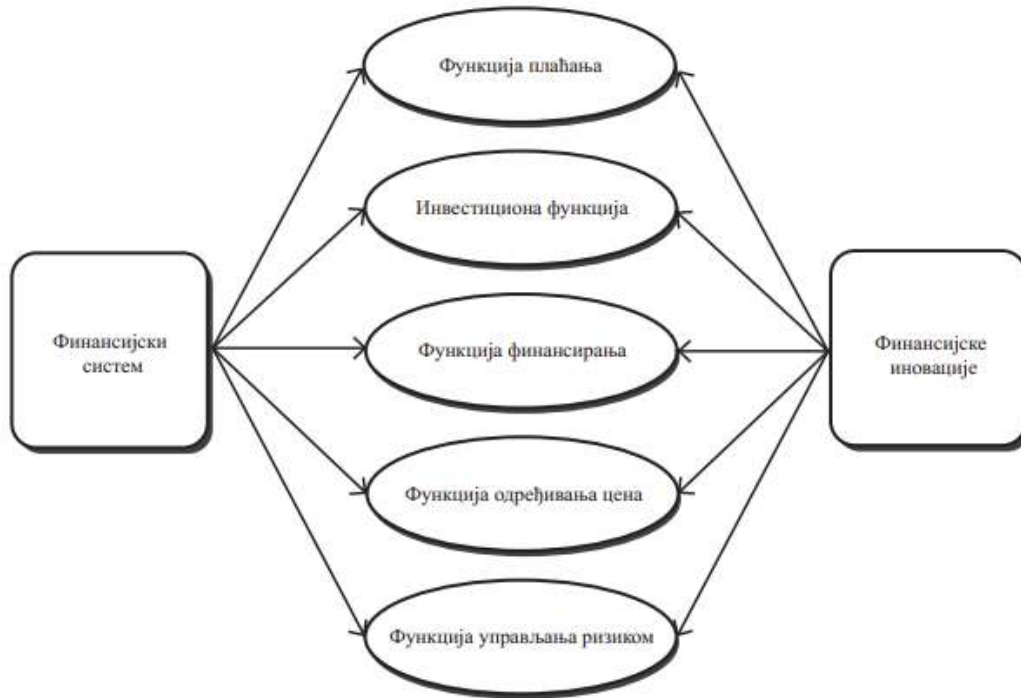 Функција плаћања
Инвестициона функција
Финансијски
систем
Функција финансирања
Финансијске
иновације
Функција одређивања цена
Функција управљања ризиком